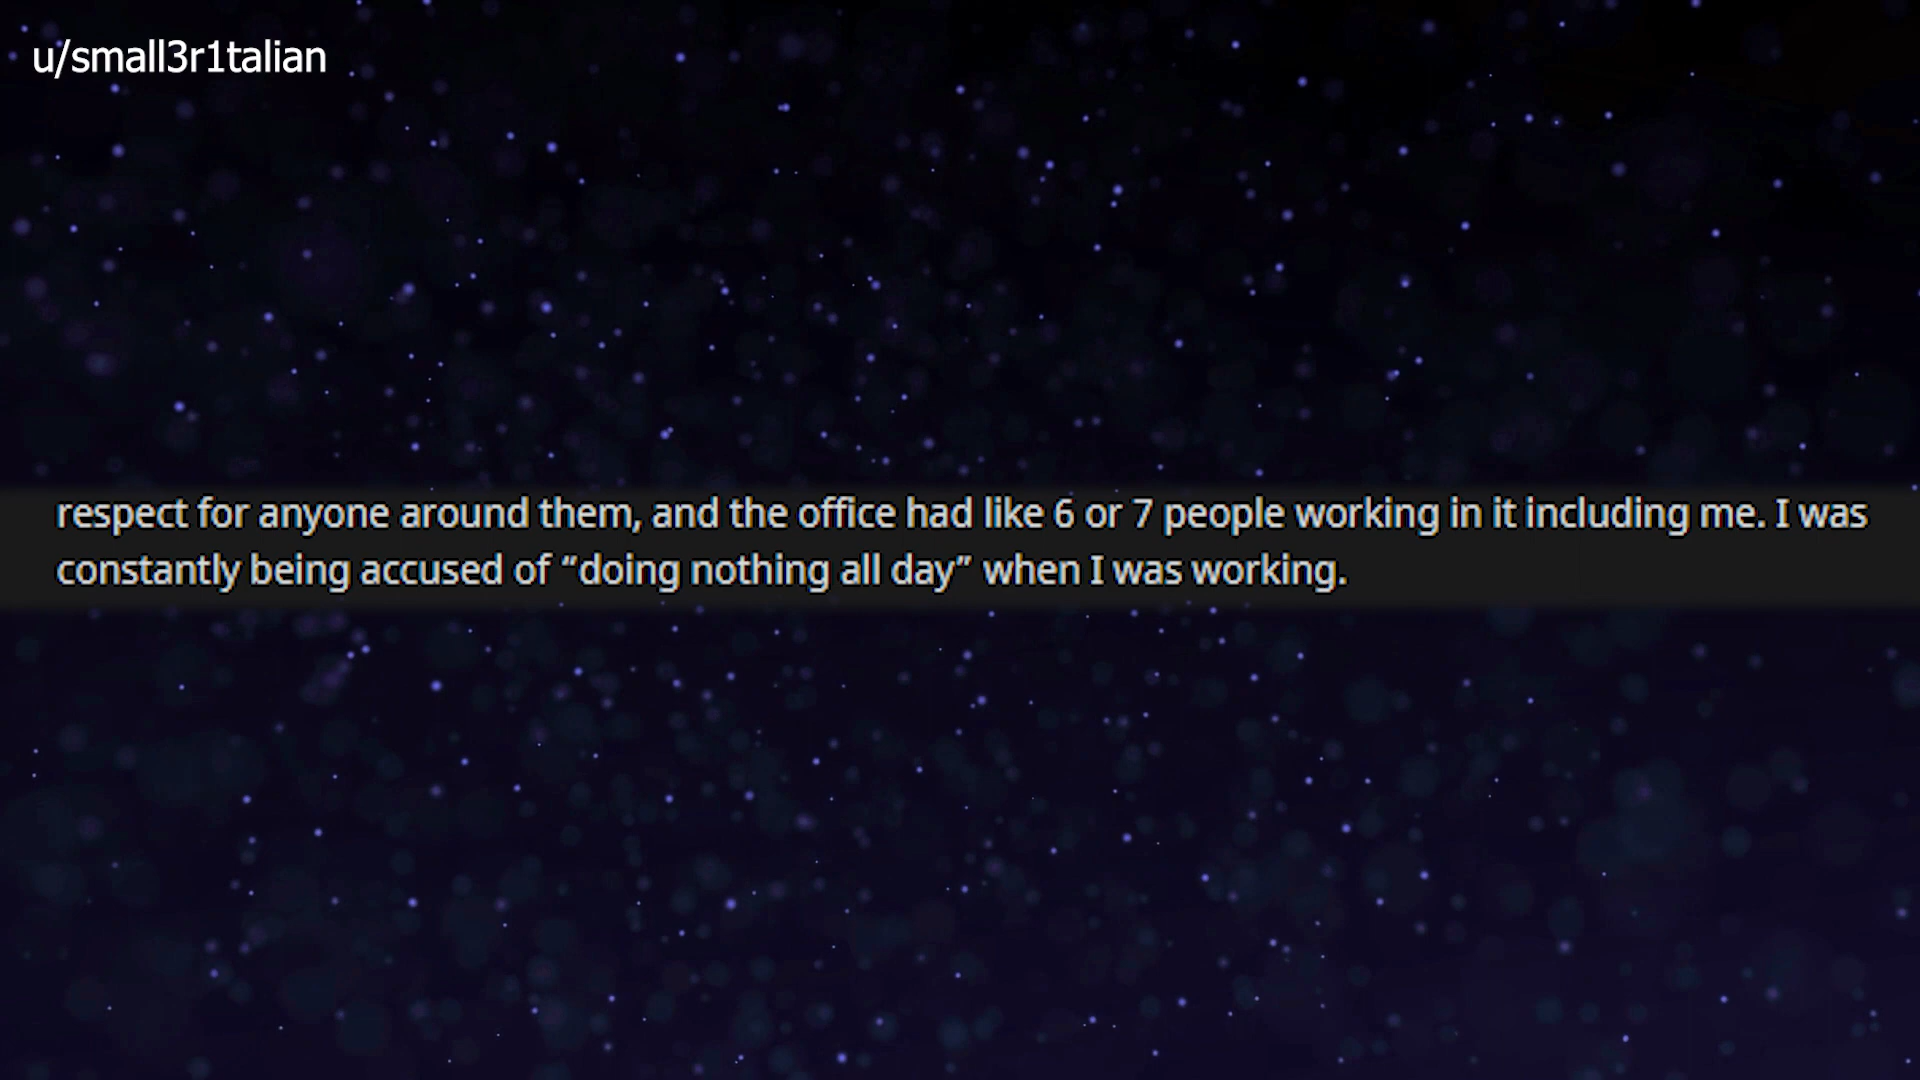 u/small3r1talian
respect for anyone around them, and the office had like 6 or 7 people working in it including me. I was
constantly being accused of “doing nothing all day” when I was working.